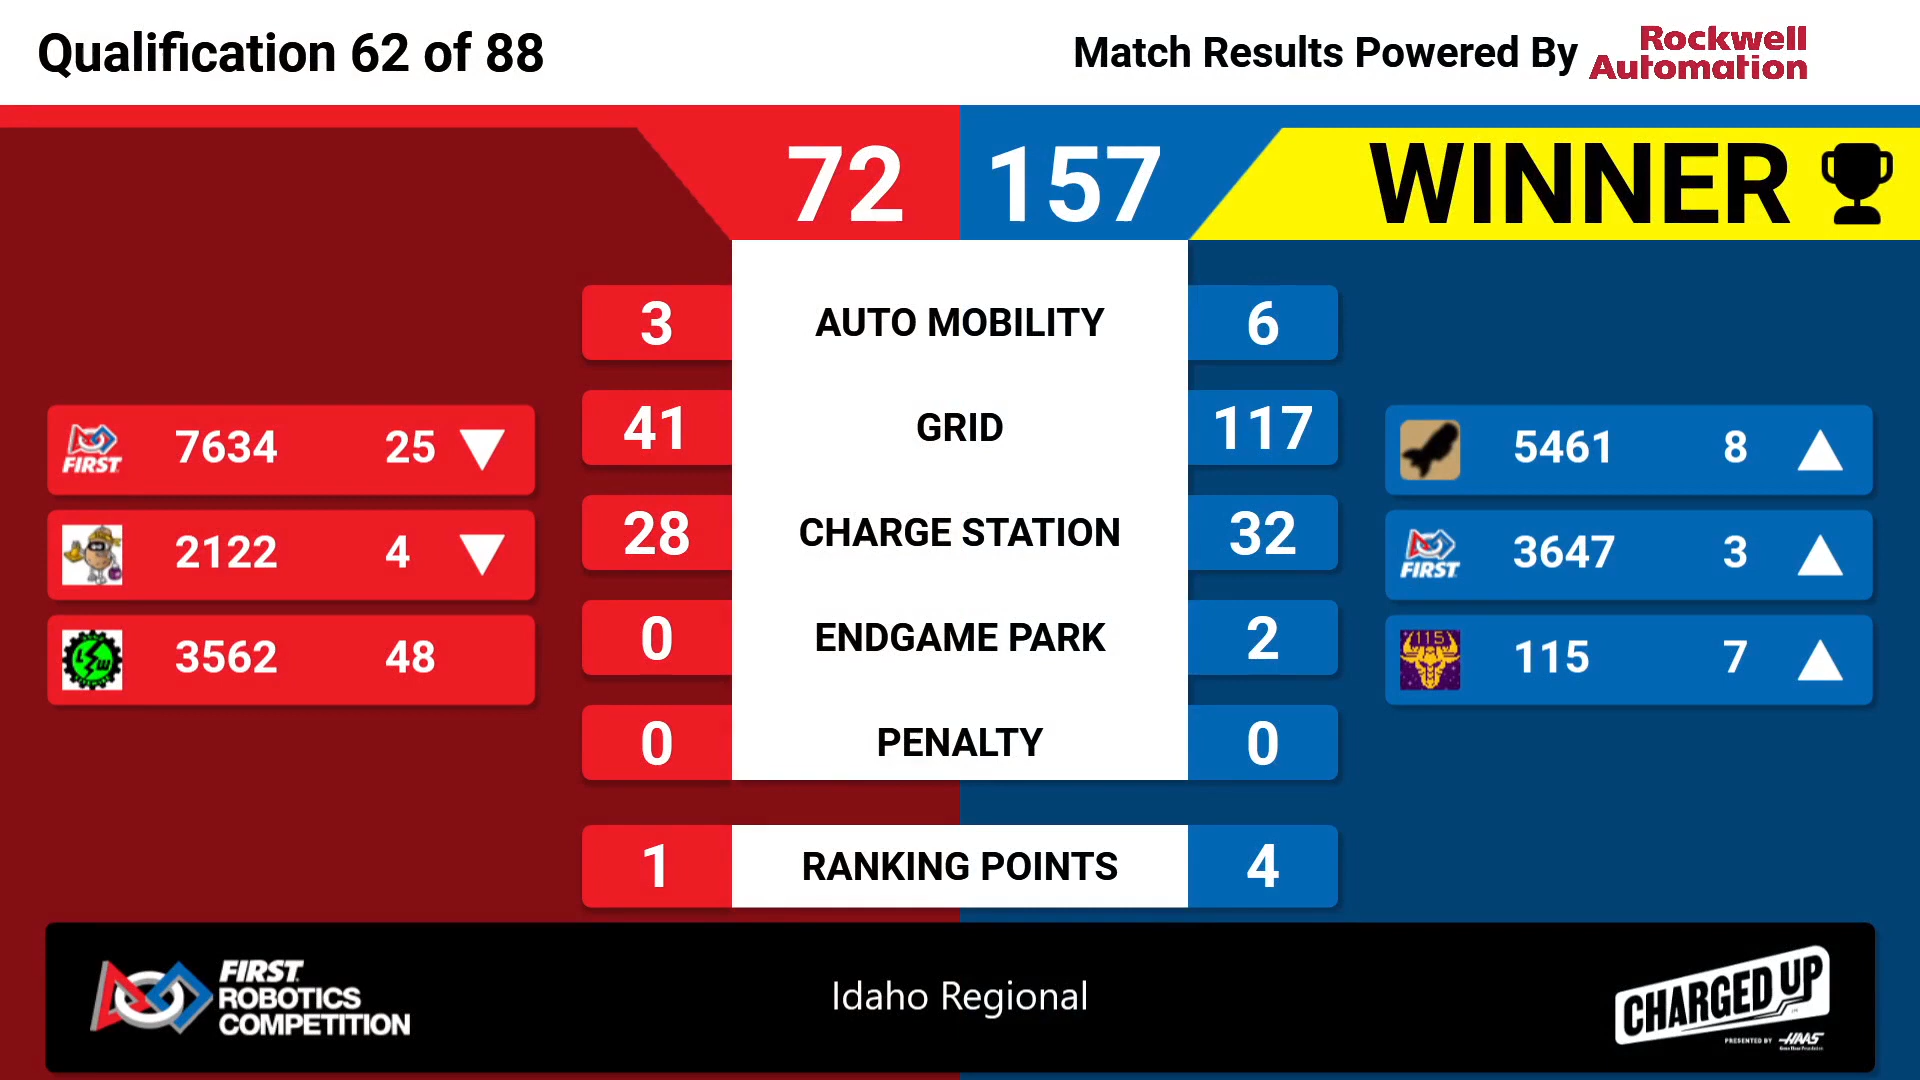 Qualification 62 of 88
Match Results Powered By Rockwell Automation
72 157 WINNER
3 AUTO MOBILITY 6
41 GRID 117
28 CHARGE STATION 32
0 ENDGAME PARK 2
0 PENALTY 0
1 RANKING POINTS 4
FIRST 7634 25
2122 4
LSW 3562 48
5461 8
FIRST 3647 3
115 115 7
FIRST
ROBOTICS
COMPETITION
Idaho Regional
CHARGED UP
PRESENTED BY HAAS